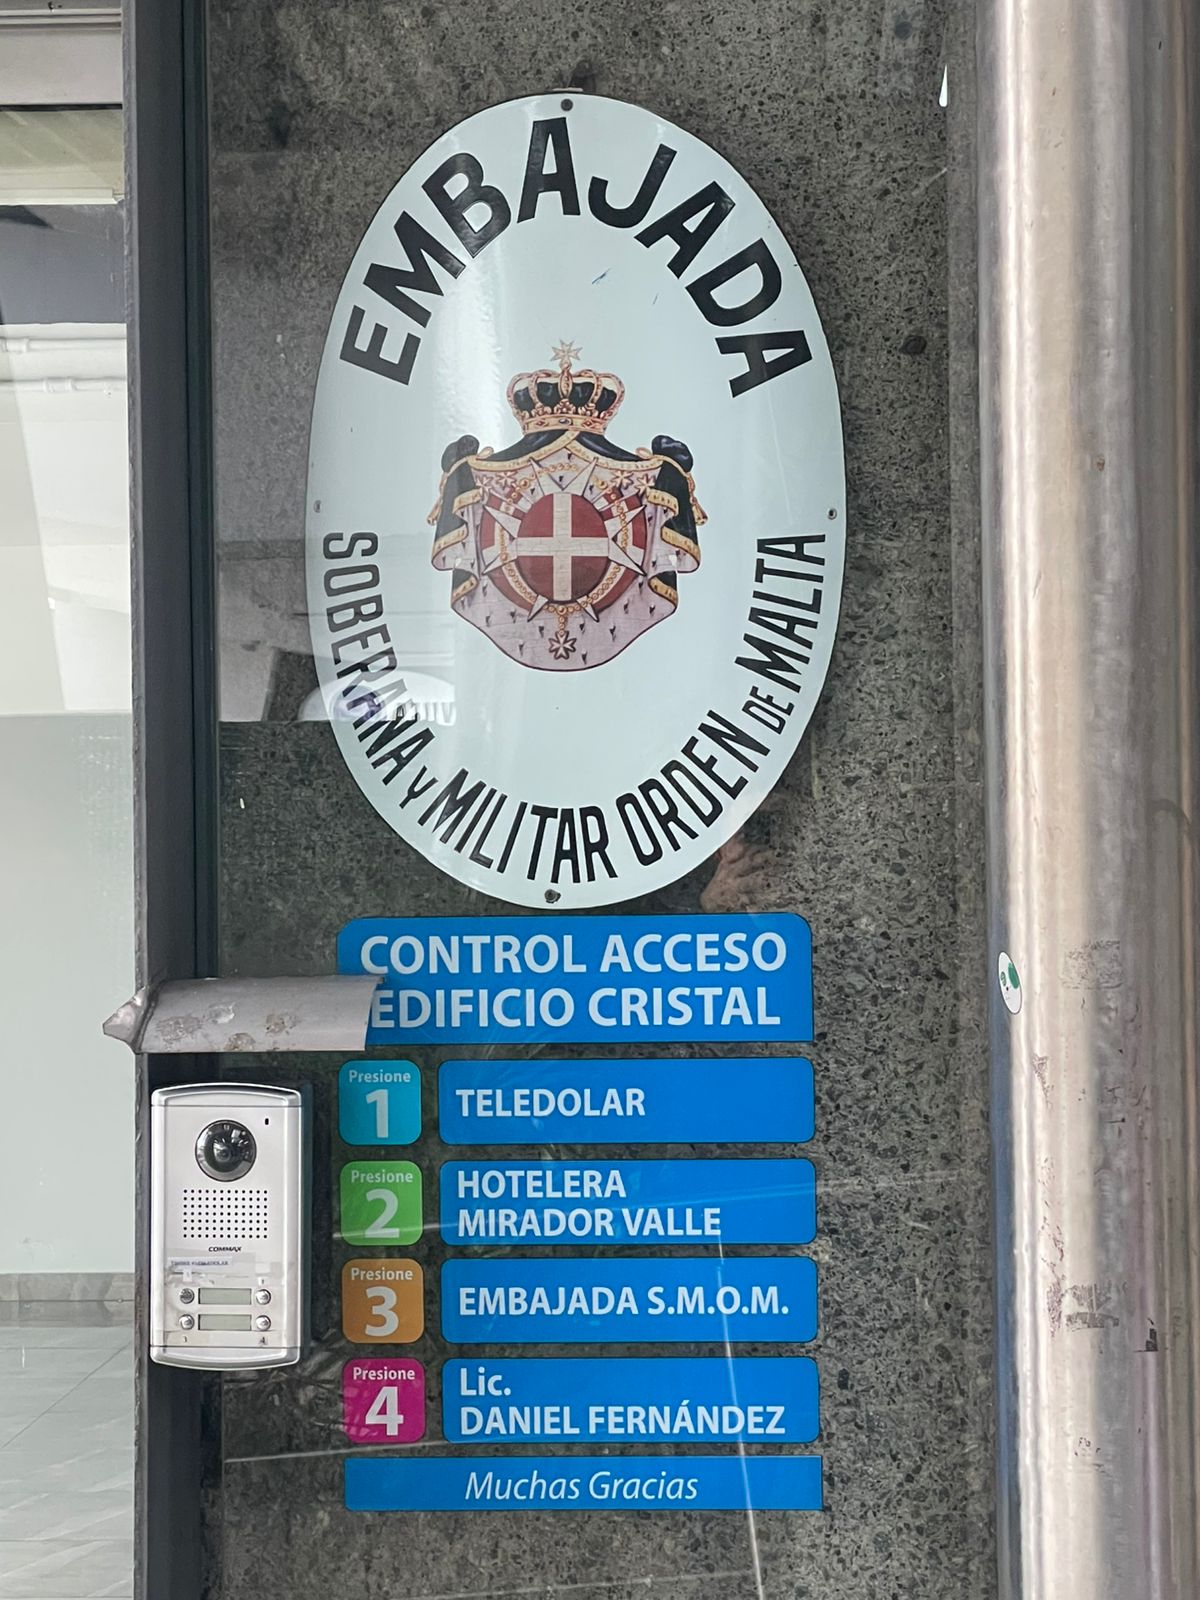 EMBAJADA
SOBERANA Y MILITAR ORDEN DE MALTA
CONTROL ACCESO
EDIFICIO CRISTAL
Presione
1
TELEDOLAR
Presione
2
HOTELERA
MIRADOR VALLE
COMMAX
Presione
3
EMBAJADA S.M.O.M.
Presione
4
Lic.
DANIEL FERNÁNDEZ
Muchas Gracias